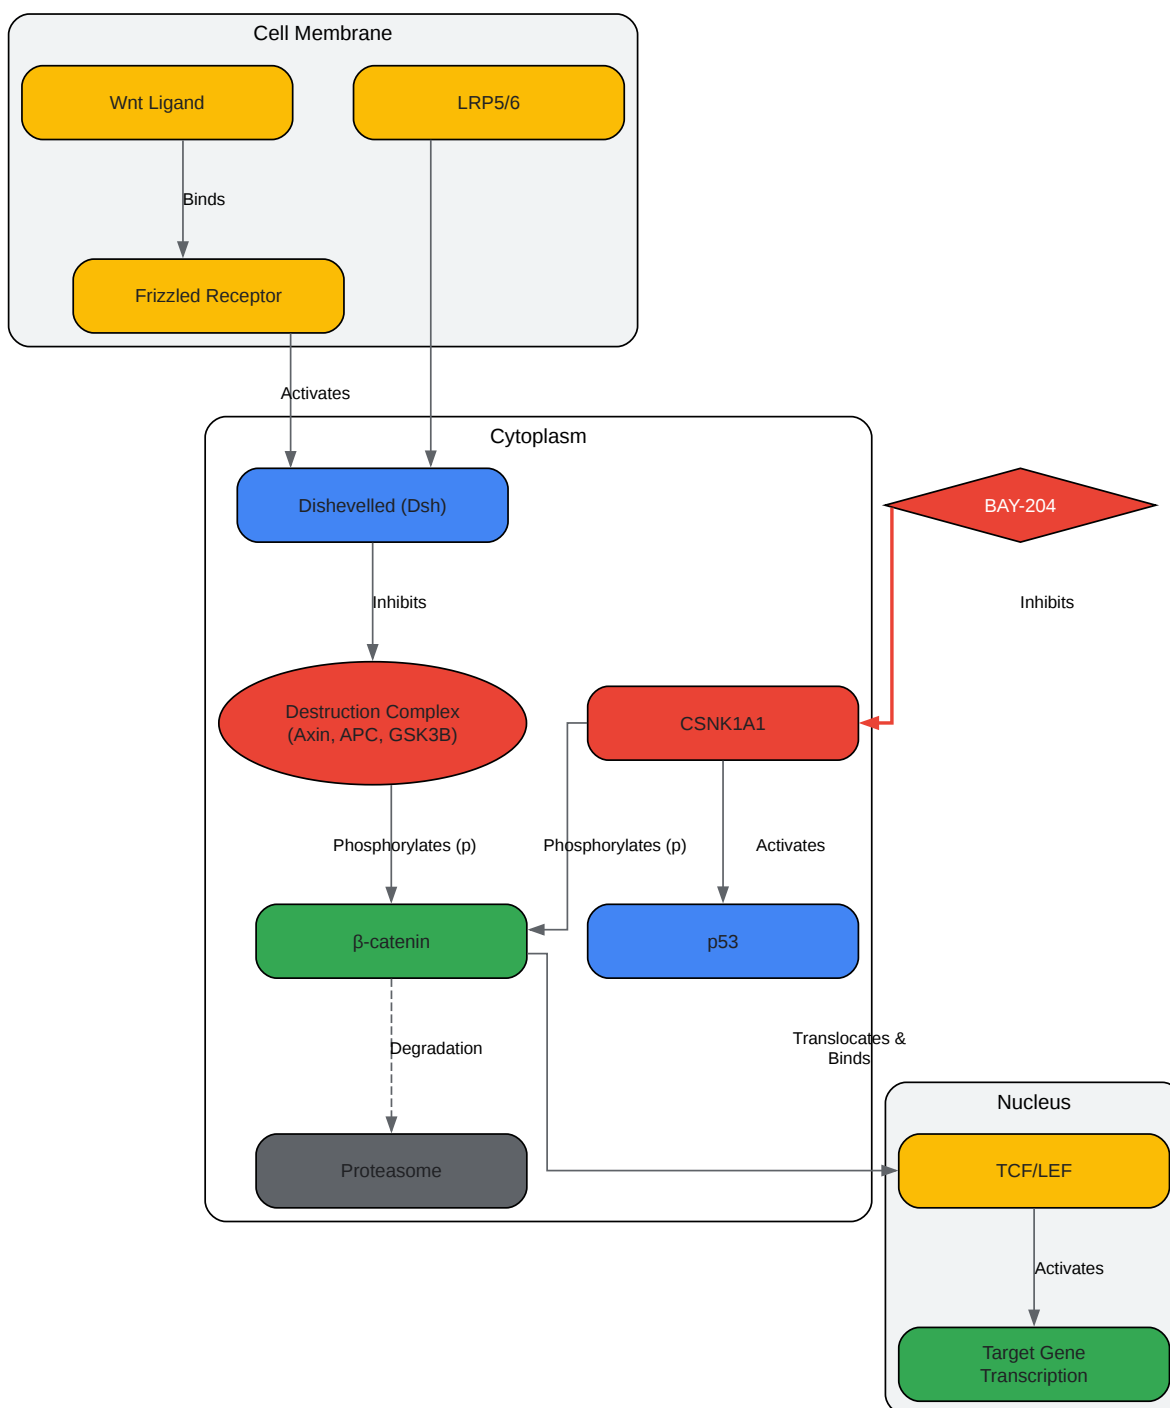 Cell Membrane
Wnt Ligand
LRP5/6
Binds
Frizzled Receptor
Activates
Cytoplasm
Dishevelled (Dsh)
BAY-204
Inhibits
Inhibits
Destruction Complex
(Axin, APC, GSK3B)
CSNK1A1
Phosphorylates (p)
Phosphorylates (p)
Activates
β-catenin
p53
Degradation
Translocates &
Binds
Nucleus
Proteasome
TCF/LEF
Activates
Target Gene
Transcription